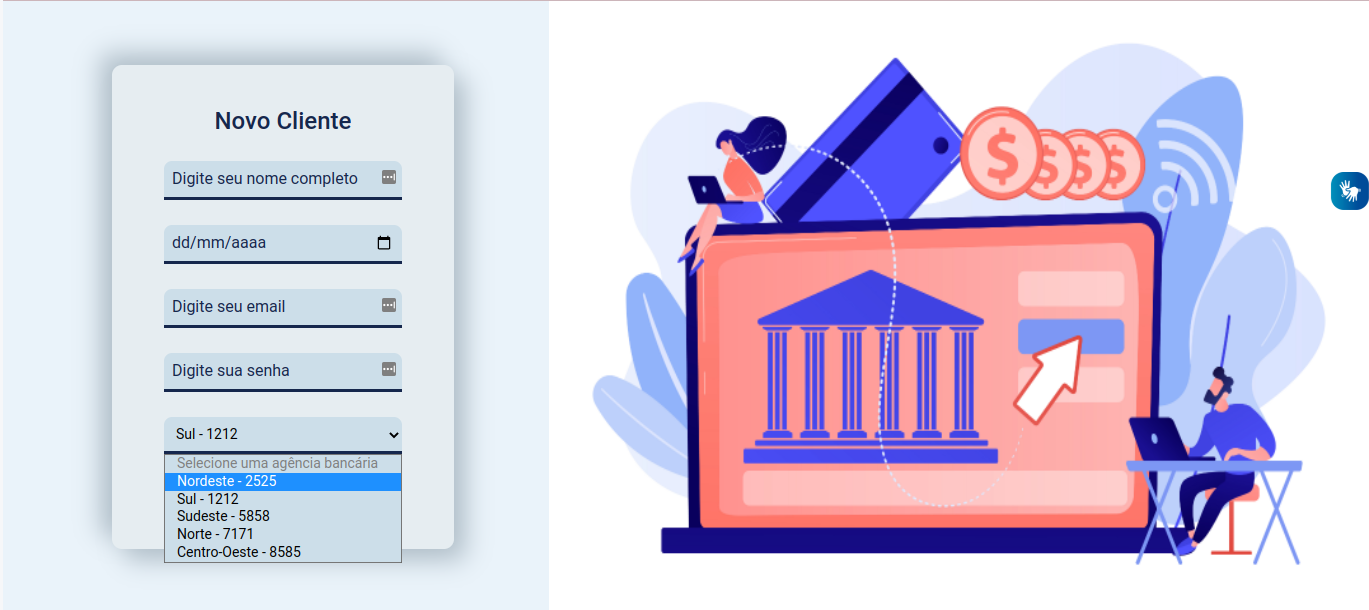 Novo Cliente
Digite seu nome completo
dd/mm/aaaa
Digite seu email
Digite sua senha
Sul - 1212
Selecione uma agência bancária
Nordeste - 2525
Sul - 1212
Sudeste - 5858
Norte - 7171
Centro-Oeste - 8585
$ $ $ $